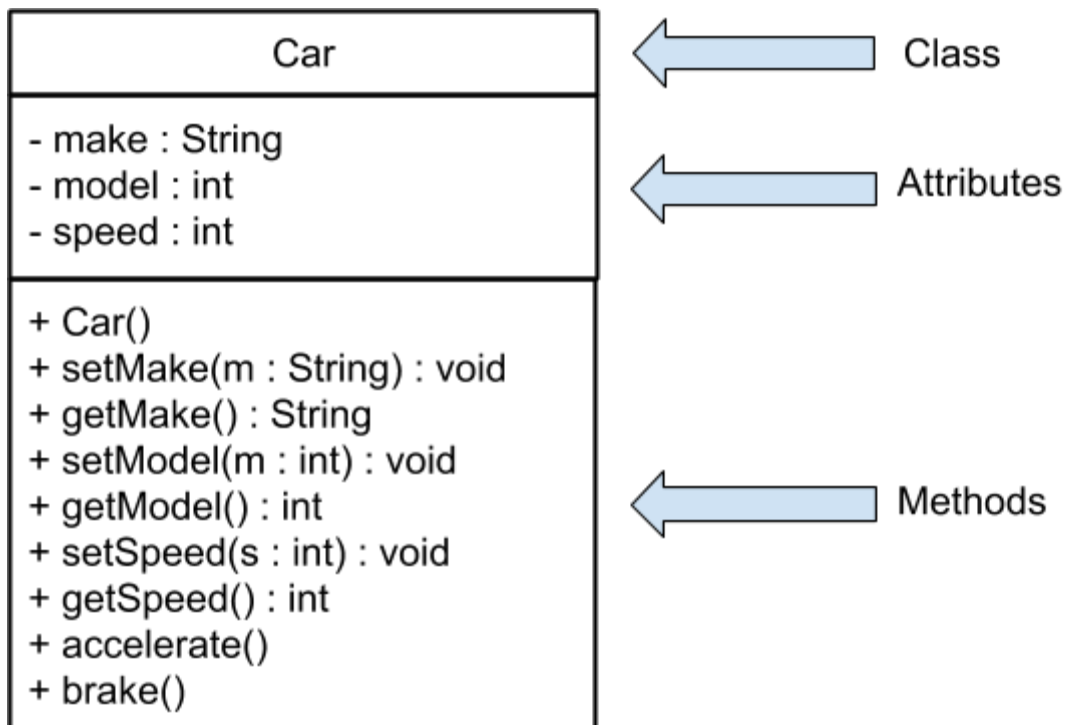 Car
Class
- make : String
- model : int
- speed : int
Attributes
+ Car()
+ setMake(m : String) : void
+ getMake() : String
+ setModel(m : int) : void
+ getModel() : int
+ setSpeed(s : int) : void
+ getSpeed() : int
+ accelerate()
+ brake()
Methods